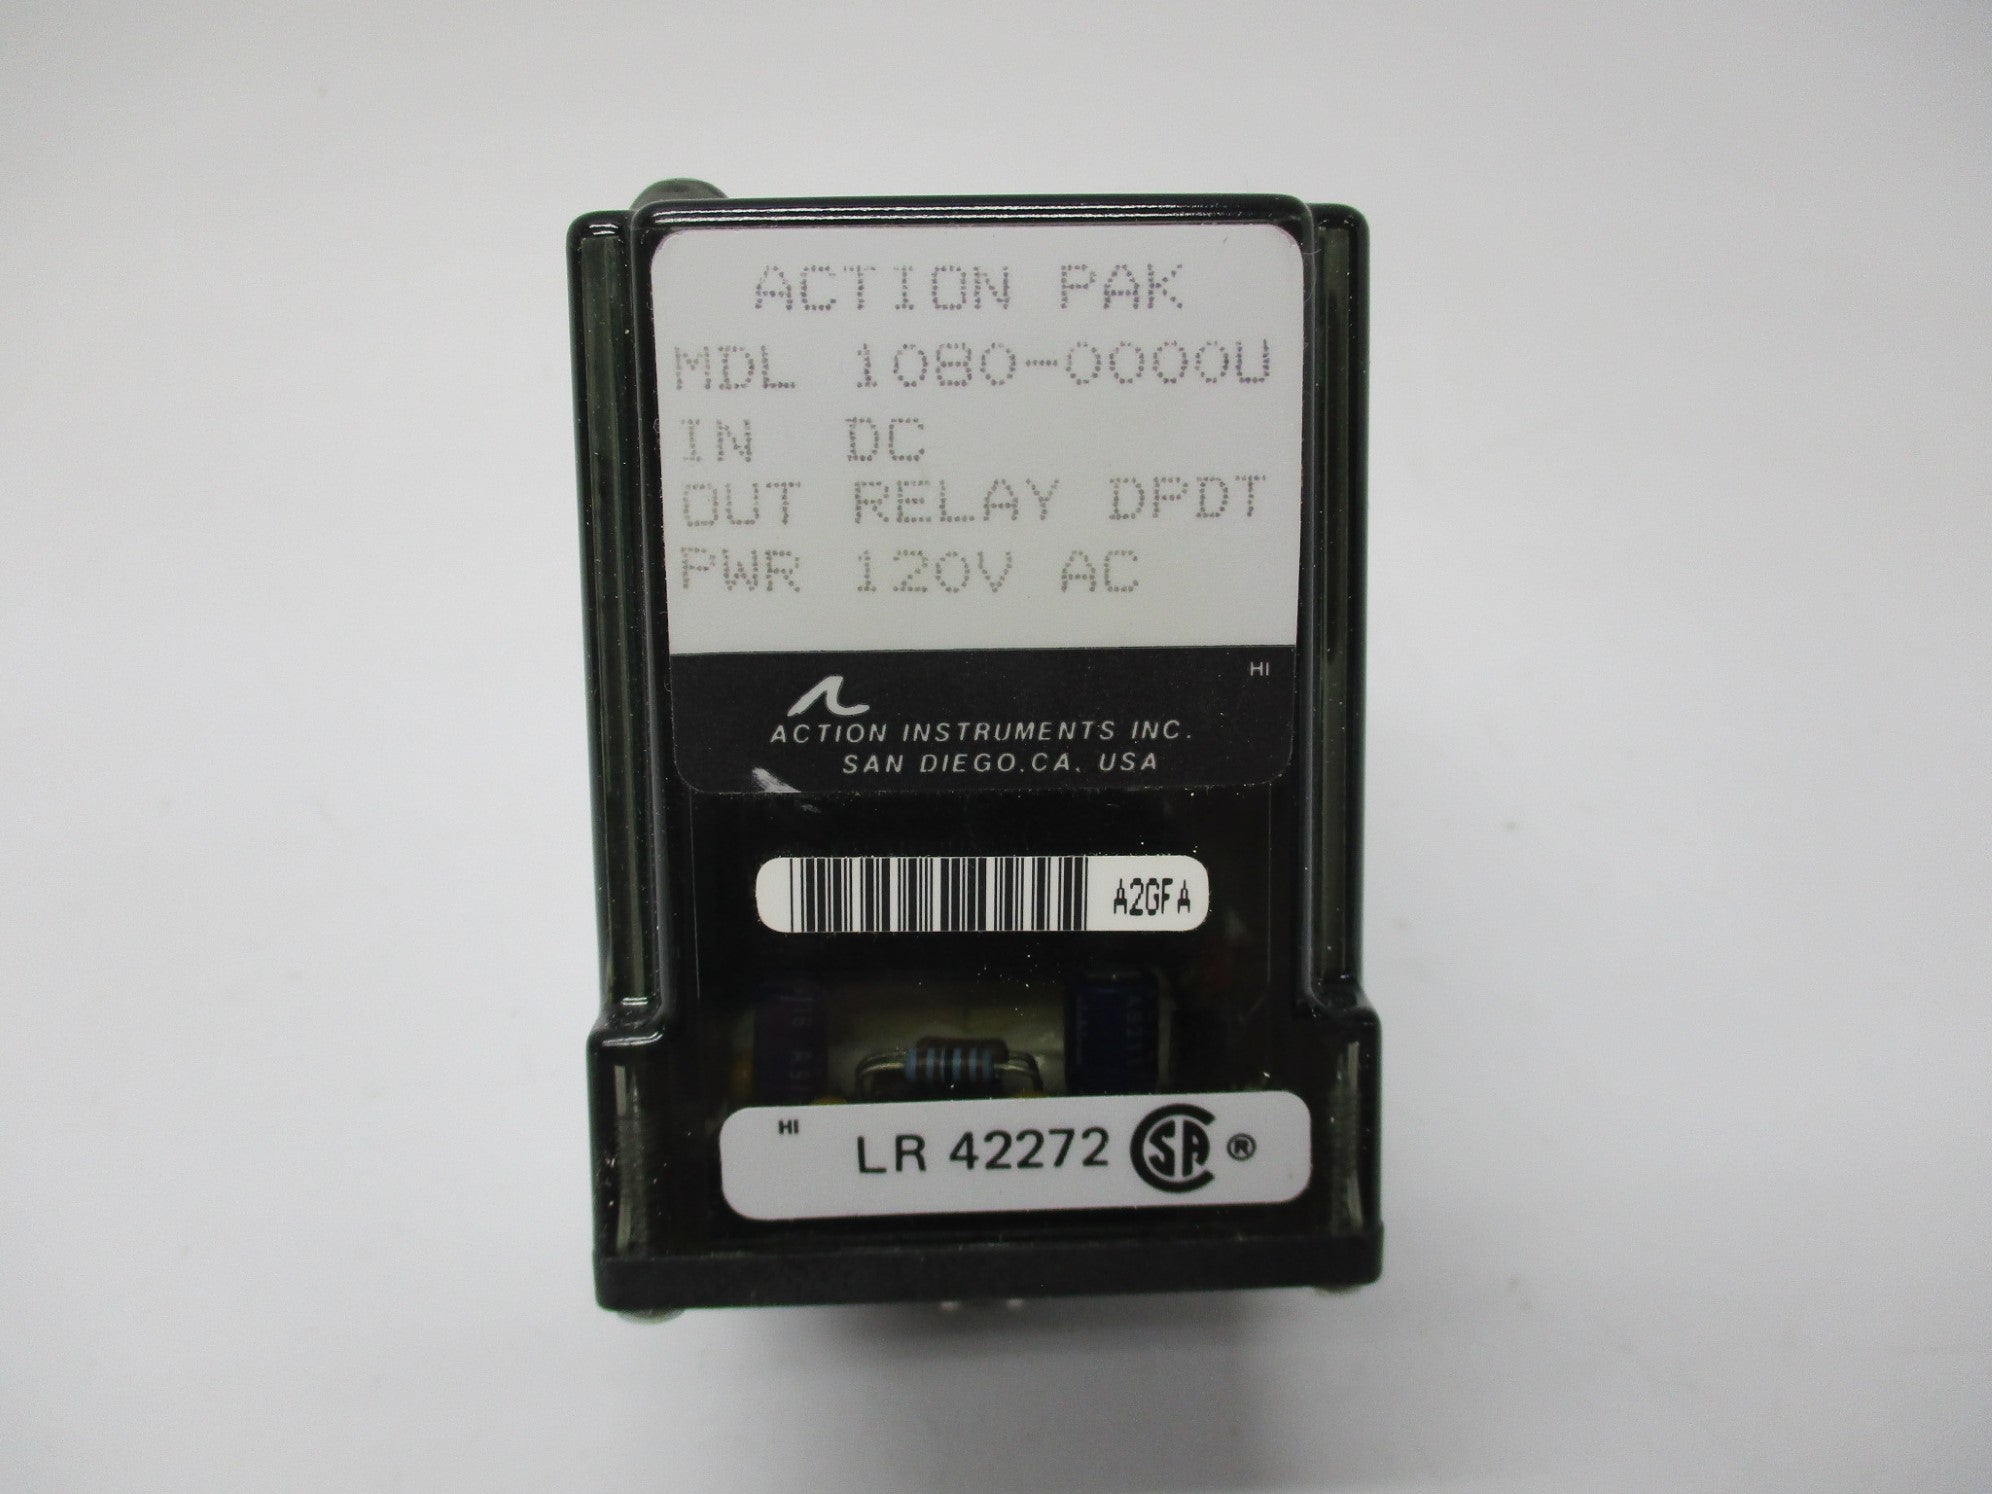 ACTION PAK
MDL 1080-0000U
IN DC
OUT RELAY DPDT
PWR 120V AC
HI
ACTION INSTRUMENTS INC.
SAN DIEGO, CA. USA
A2GFA
HI
LR 42272 CSA ®